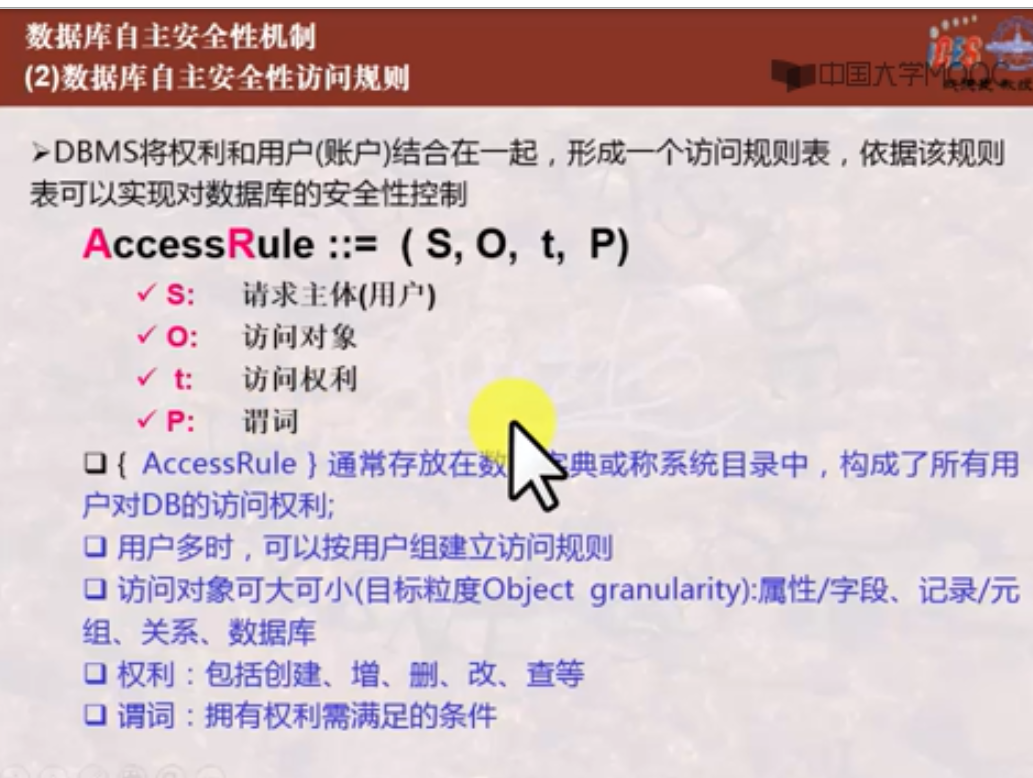 数据库自主安全性机制
(2)数据库自主安全性访问规则
中国大学MOOC
➢DBMS将权利和用户(账户)结合在一起，形成一个访问规则表，依据该规则
表可以实现对数据库的安全性控制
AccessRule ::= ( S, O, t, P)
✓ S: 请求主体(用户)
✓ O: 访问对象
✓ t: 访问权利
✓ P: 谓词
❑ { AccessRule } 通常存放在数 字典或称系统目录中，构成了所有用
户对DB的访问权利;
❑ 用户多时，可以按用户组建立访问规则
❑ 访问对象可大可小(目标粒度Object granularity):属性/字段、记录/元
组、关系、数据库
❑ 权利：包括创建、增、删、改、查等
❑ 谓词：拥有权利需满足的条件